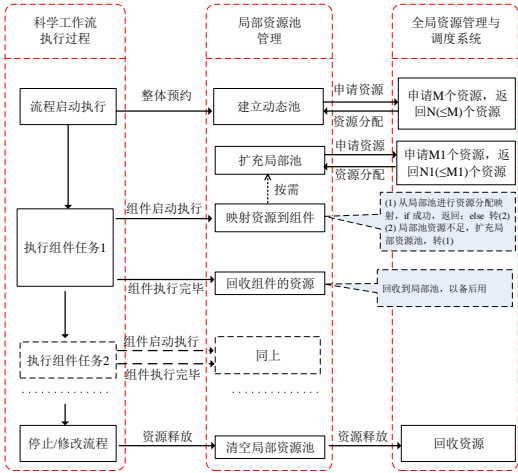 科学工作流
执行过程
局部资源池
管理
全局资源管理与
调度系统
流程启动执行
整体预约
建立动态池
申请资源
资源分配
申请M个资源，返
回N(≤M)个资源
扩充局部池
申请资源
资源分配
申请M1个资源，返
回N1(≤M1)个资源
按需
执行组件任务1
组件启动执行
映射资源到组件
(1) 从局部池进行资源分配映
射，if 成功，返回；else 转(2)
(2) 局部池资源不足，扩充局
部资源池，转(1)
组件执行完毕
回收组件的资源
回收到局部池，以备后用
执行组件任务2
组件启动执行
组件执行完毕
同上
. . . . . . . . . .
. . . . . . . . . .
停止/修改流程
资源释放
清空局部资源池
资源释放
回收资源